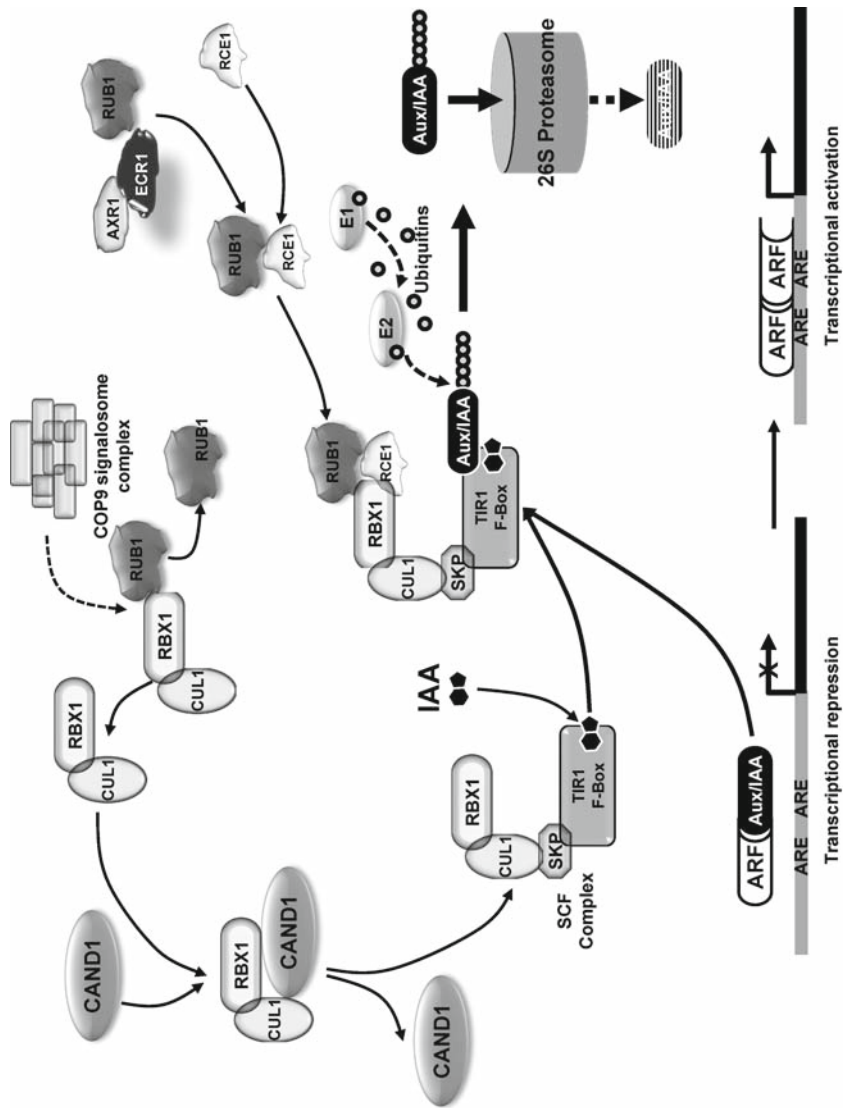 CAND1
RBX1
CUL1
RBX1
CUL1
RUB1
COP9 signalosome
complex
RUB1
RBX1
CUL1
CAND1
CAND1
AXR1
ECR1
RUB1
RCE1
RUB1
RCE1
RUB1
RCE1
RBX1
CUL1
SKP
TIR1
F-Box
Aux/IAA
E1
E2
Ubiquitins
Aux/IAA
26S Proteasome
Aux/IAA
RBX1
CUL1
SKP
TIR1
F-Box
SCF
Complex
IAA
ARF
Aux/IAA
ARE
ARE
X
Transcriptional repression
ARF
ARF
ARE
ARE
Transcriptional activation